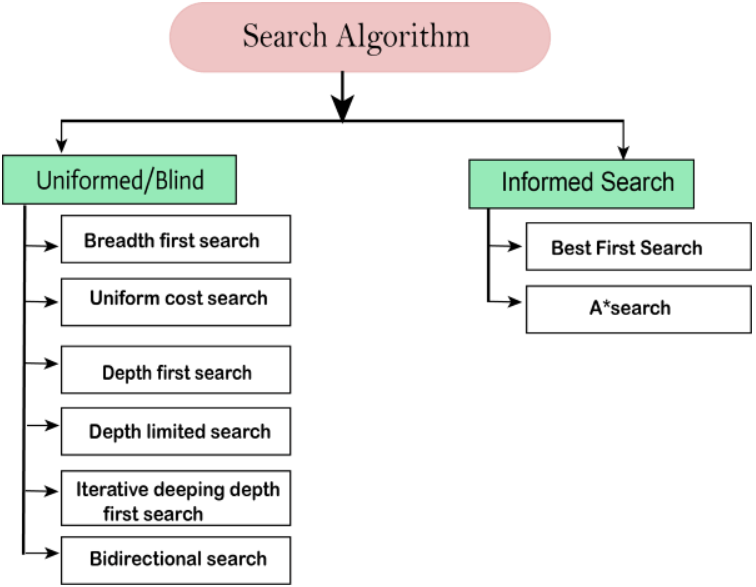 Search Algorithm
Uniformed/Blind
Informed Search
Breadth first search
Best First Search
Uniform cost search
A*search
Depth first search
Depth limited search
Iterative deeping depth
first search
Bidirectional search